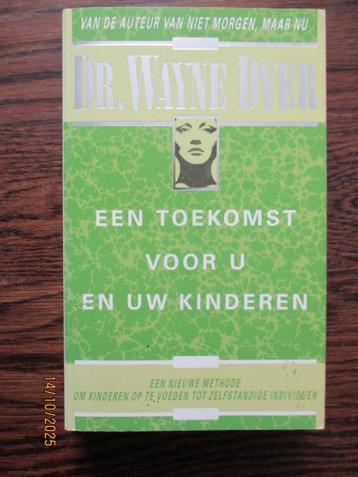 VAN DE AUTEUR VAN NIET MORGEN, MAAR NU
DR. WAYNE DYER
EEN TOEKOMST
VOOR U
EN UW KINDEREN
EEN NIEUWE METHODE
OM KINDEREN OP TE VOEDEN TOT ZELFSTANDIGE INDIVIDUEN
14/10/2025